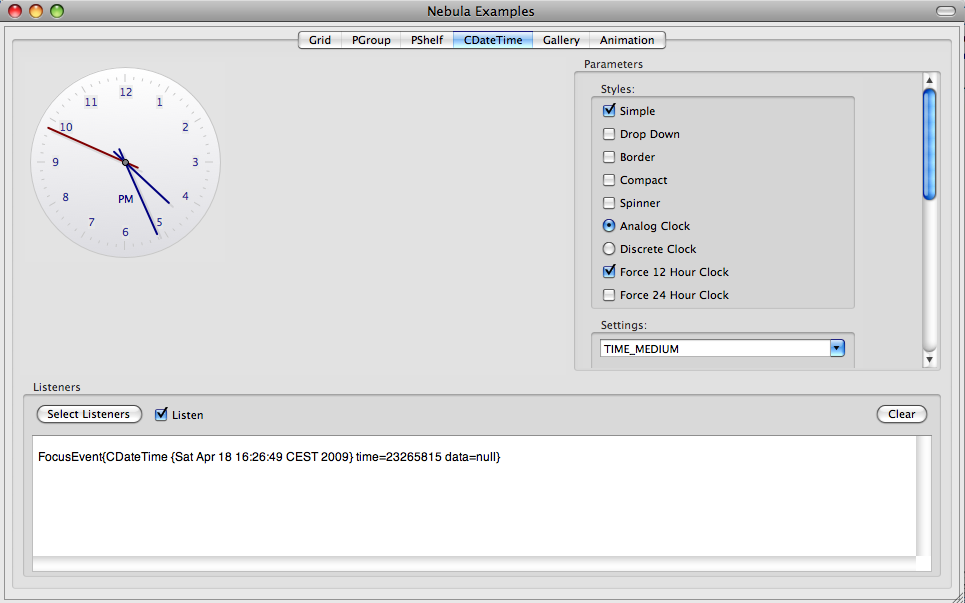 Nebula Examples
Grid PGroup PShelf CDateTime Gallery Animation
12
11 1
10 2
9 3
8 4
PM
7 5
6
Parameters
Styles:
Simple
Drop Down
Border
Compact
Spinner
Analog Clock
Discrete Clock
Force 12 Hour Clock
Force 24 Hour Clock
Settings:
TIME_MEDIUM
Listeners
Select Listeners Listen Clear
FocusEvent{CDateTime {Sat Apr 18 16:26:49 CEST 2009} time=23265815 data=null}